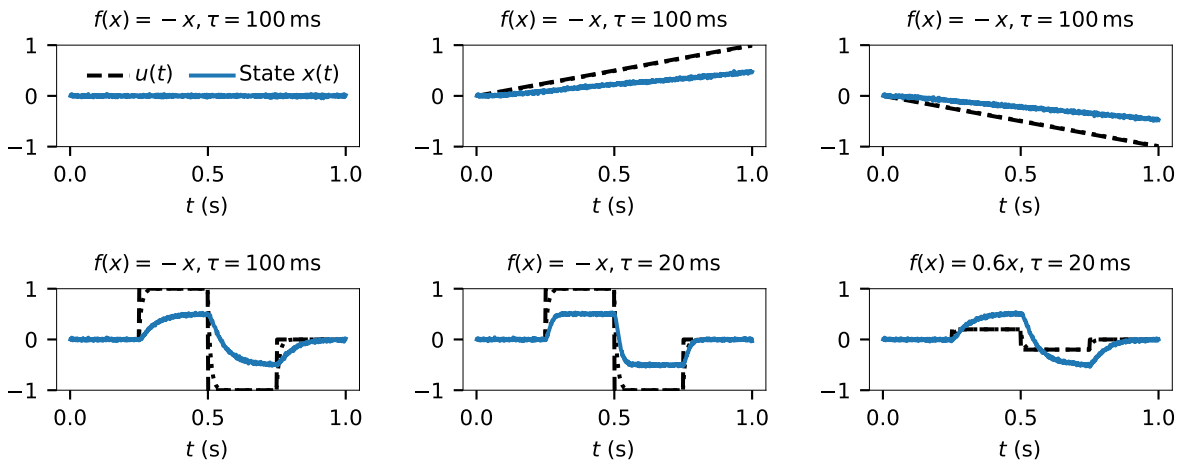 f(x) = −x, τ = 100 ms
f(x) = −x, τ = 100 ms
f(x) = −x, τ = 100 ms
1
0
−1
u(t)
State x(t)
0.0 0.5 1.0
t (s)
1
0
−1
0.0 0.5 1.0
t (s)
1
0
−1
0.0 0.5 1.0
t (s)
f(x) = −x, τ = 100 ms
f(x) = −x, τ = 20 ms
f(x) = 0.6x, τ = 20 ms
1
0
−1
0.0 0.5 1.0
t (s)
1
0
−1
0.0 0.5 1.0
t (s)
1
0
−1
0.0 0.5 1.0
t (s)